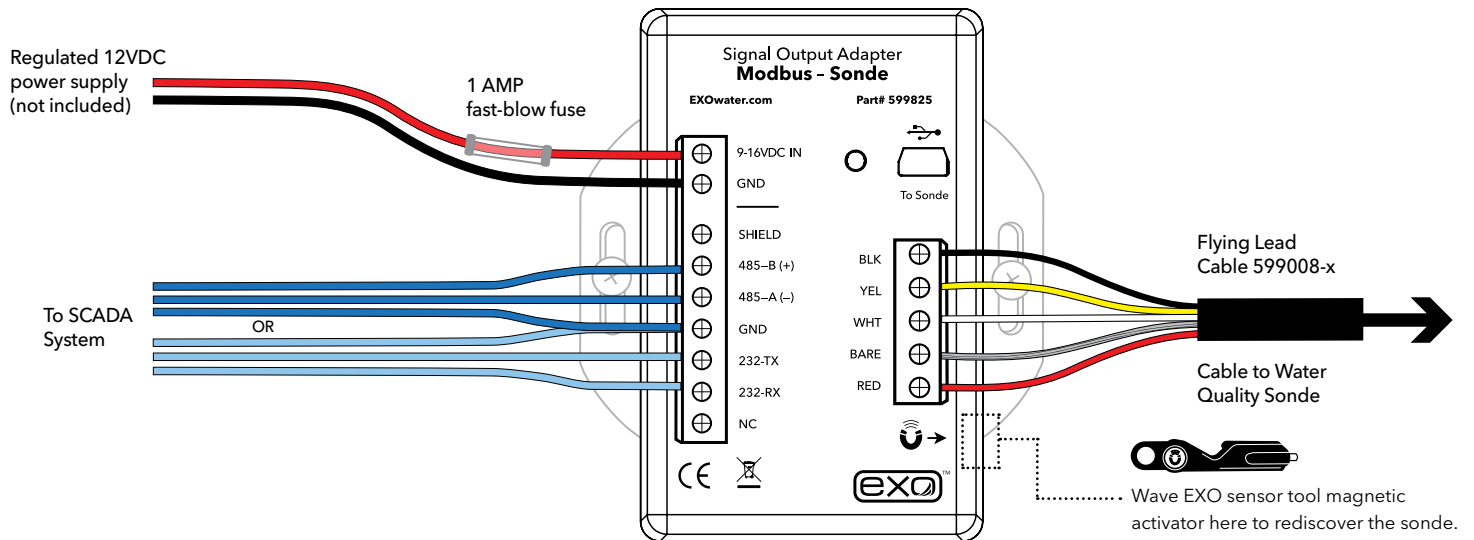 Regulated 12VDC
power supply
(not included)
1 AMP
fast-blow fuse
To SCADA
System
OR
Signal Output Adapter
Modbus – Sonde
EXOwater.com
Part# 599825
9-16VDC IN
GND
SHIELD
485–B (+)
485–A (–)
GND
232-TX
232-RX
NC
To Sonde
BLK
YEL
WHT
BARE
RED
CE
exo™
Flying Lead
Cable 599008-x
Cable to Water
Quality Sonde
Wave EXO sensor tool magnetic
activator here to rediscover the sonde.